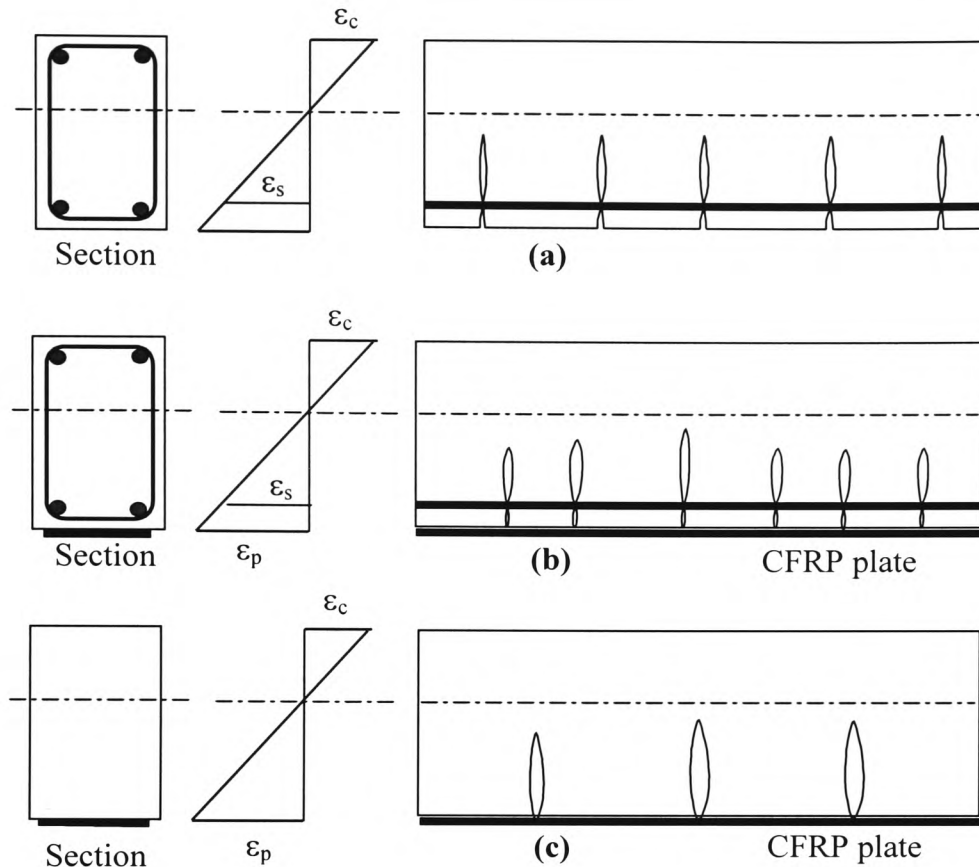 εc
εs
Section
(a)
εc
εs
Section
εp
(b)
CFRP plate
εc
Section
εp
(c)
CFRP plate